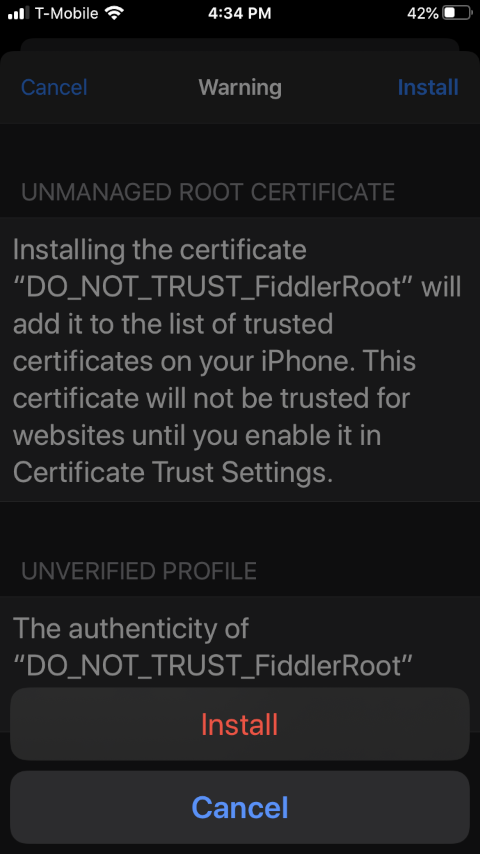 T-Mobile 4:34 PM 42%
Cancel Warning Install
UNMANAGED ROOT CERTIFICATE
Installing the certificate
“DO_NOT_TRUST_FiddlerRoot” will
add it to the list of trusted
certificates on your iPhone. This
certificate will not be trusted for
websites until you enable it in
Certificate Trust Settings.
UNVERIFIED PROFILE
The authenticity of
“DO_NOT_TRUST_FiddlerRoot”
Install
Cancel